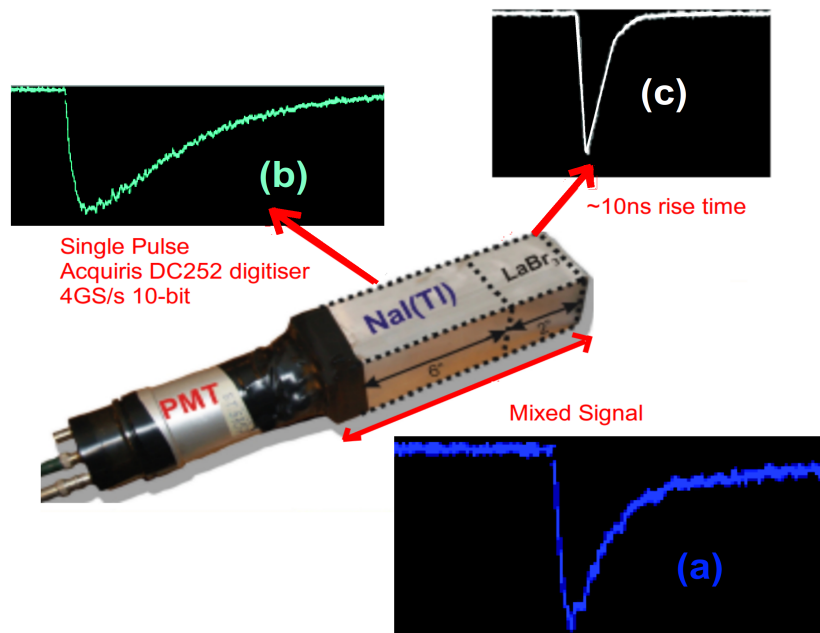 (c)
(b)
~10ns rise time
Single Pulse
Acquiris DC252 digitiser
4GS/s 10-bit
LaBr3
NaI(Tl)
2"
6"
PMT
Mixed Signal
(a)